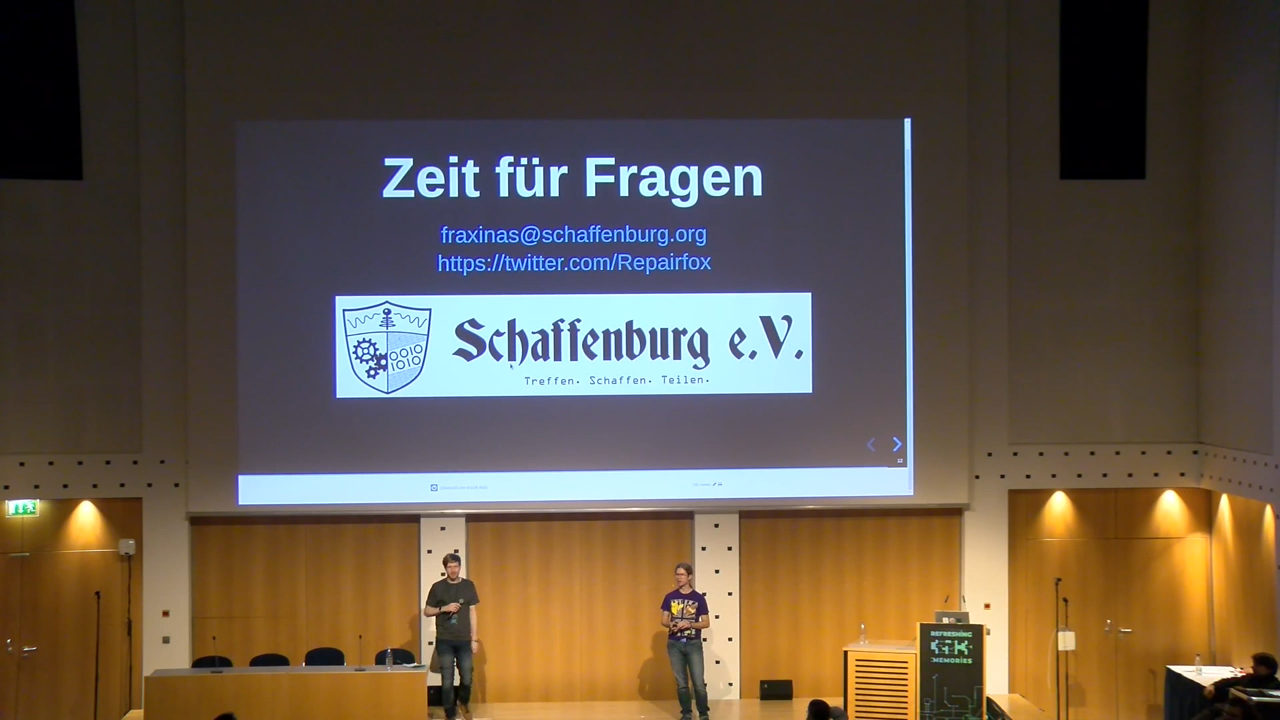 Zeit für Fragen
fraxinas@schaffenburg.org
https://twitter.com/Repairfox
0010
1010
Schaffenburg e.V.
Treffen. Schaffen. Teilen.
REFRESHING
MEMORIES